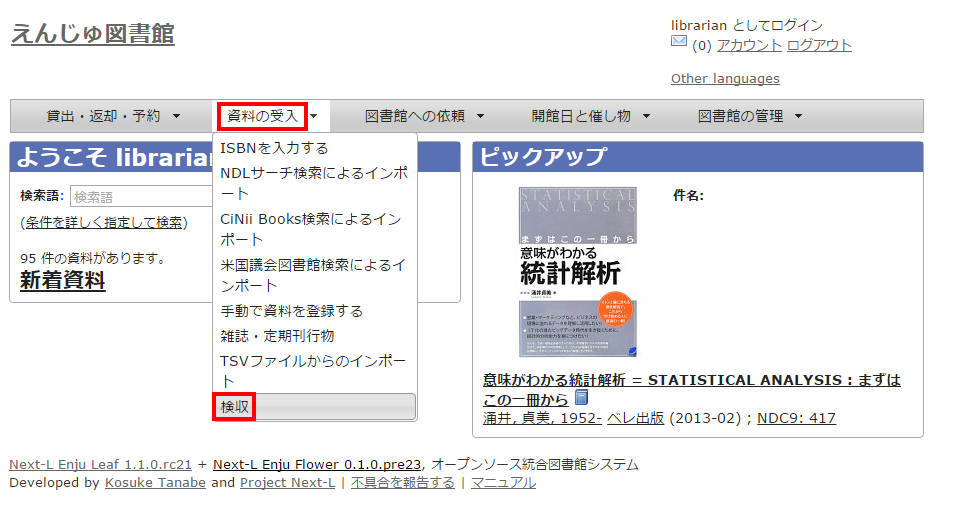 えんじゅ図書館
librarian としてログイン
(0) アカウント ログアウト
Other languages
貸出・返却・予約 資料の受入 図書館への依頼 開館日と催し物 図書館の管理
ようこそ librarian
検索語: 検索語
(条件を詳しく指定して検索)
95 件の資料があります。
新着資料
ISBNを入力する
NDLサーチ検索によるインポ
ート
CiNii Books検索によるイン
ポート
米国議会図書館検索によるイ
ンポート
手動で資料を登録する
雑誌・定期刊行物
TSVファイルからのインポー
ト
検収
ピックアップ
件名:
STATISTICAL
ANALYSIS
まずはこの一冊から
意味がわかる
統計解析
涌井貞美
意味がわかる統計解析 = STATISTICAL ANALYSIS : まずは
この一冊から
涌井, 貞美, 1952- ベレ出版 (2013-02) ; NDC9: 417
Next-L Enju Leaf 1.1.0.rc21 + Next-L Enju Flower 0.1.0.pre23, オープンソース統合図書館システム
Developed by Kosuke Tanabe and Project Next-L | 不具合を報告する | マニュアル